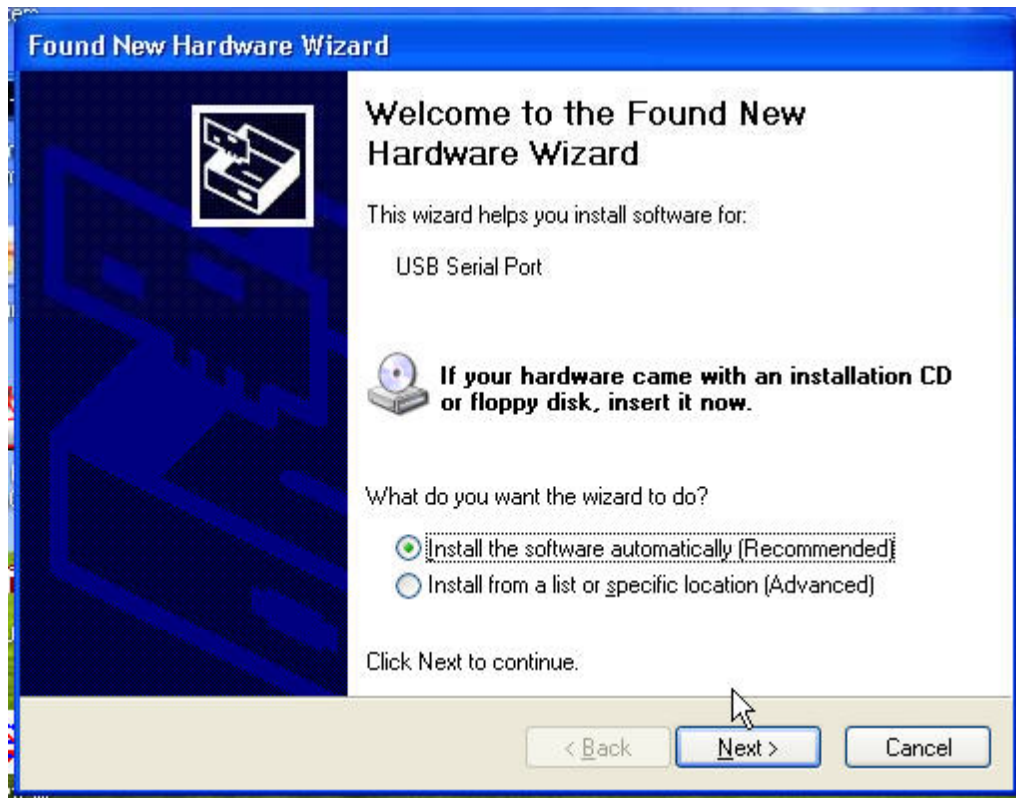 Found New Hardware Wizard
Welcome to the Found New
Hardware Wizard
This wizard helps you install software for:
USB Serial Port
If your hardware came with an installation CD
or floppy disk, insert it now.
What do you want the wizard to do?
Install the software automatically (Recommended)
Install from a list or specific location (Advanced)
Click Next to continue.
< Back
Next >
Cancel